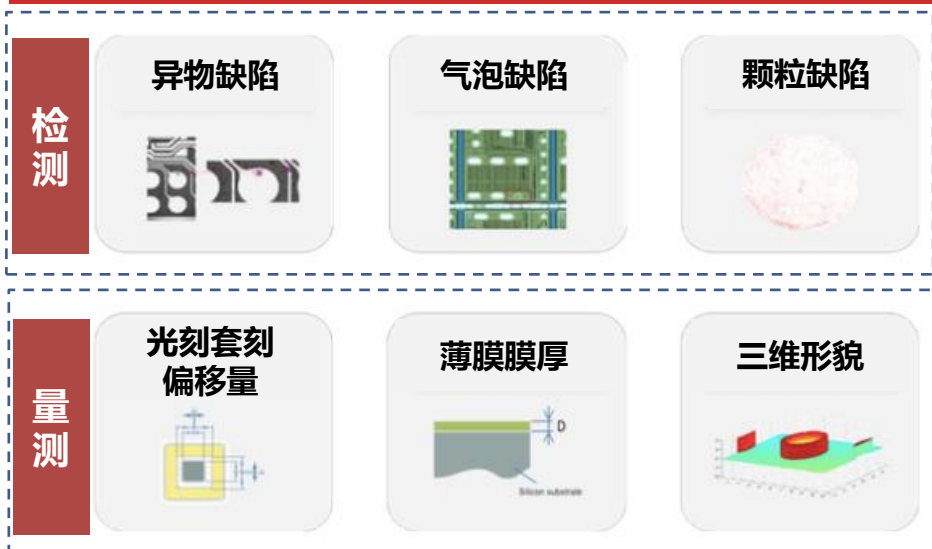 检测
异物缺陷
气泡缺陷
颗粒缺陷
量测
光刻套刻
偏移量
薄膜膜厚
D
Silicon substrate
三维形貌